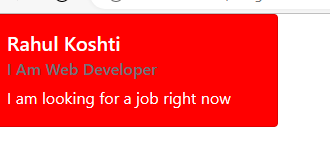 Rahul Koshti
I Am Web Developer
I am looking for a job right now